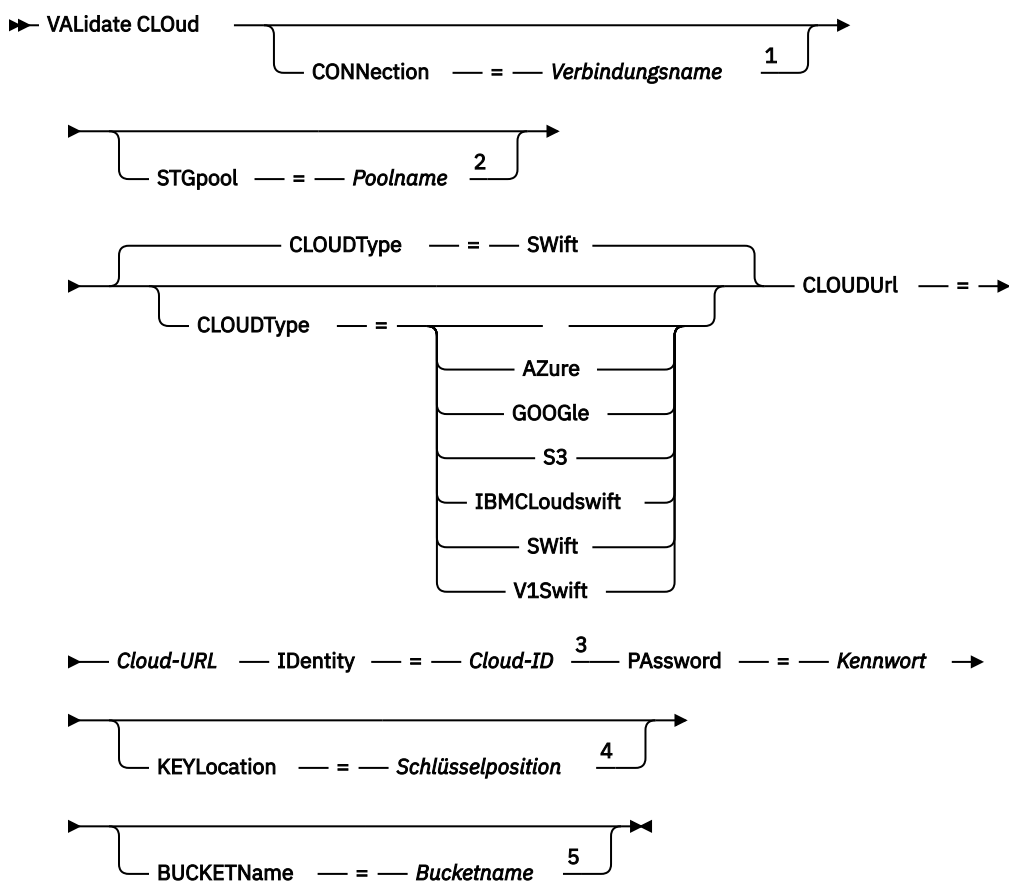 VALidate CLOud
CONNection = Verbindungsname 1
STGpool = Poolname 2
CLOUDType = SWift
CLOUDUrl =
CLOUDType =
AZure
GOOGle
S3
IBMCLoudswift
SWift
V1Swift
Cloud-URL IDentity = Cloud-ID 3 PAssword = Kennwort
KEYLocation = Schlüsselposition 4
BUCKETName = Bucketname 5